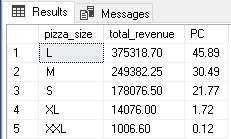 Results Messages
pizza_size total_revenue PC
1 L 375318.70 45.89
2 M 249382.25 30.49
3 S 178076.50 21.77
4 XL 14076.00 1.72
5 XXL 1006.60 0.12